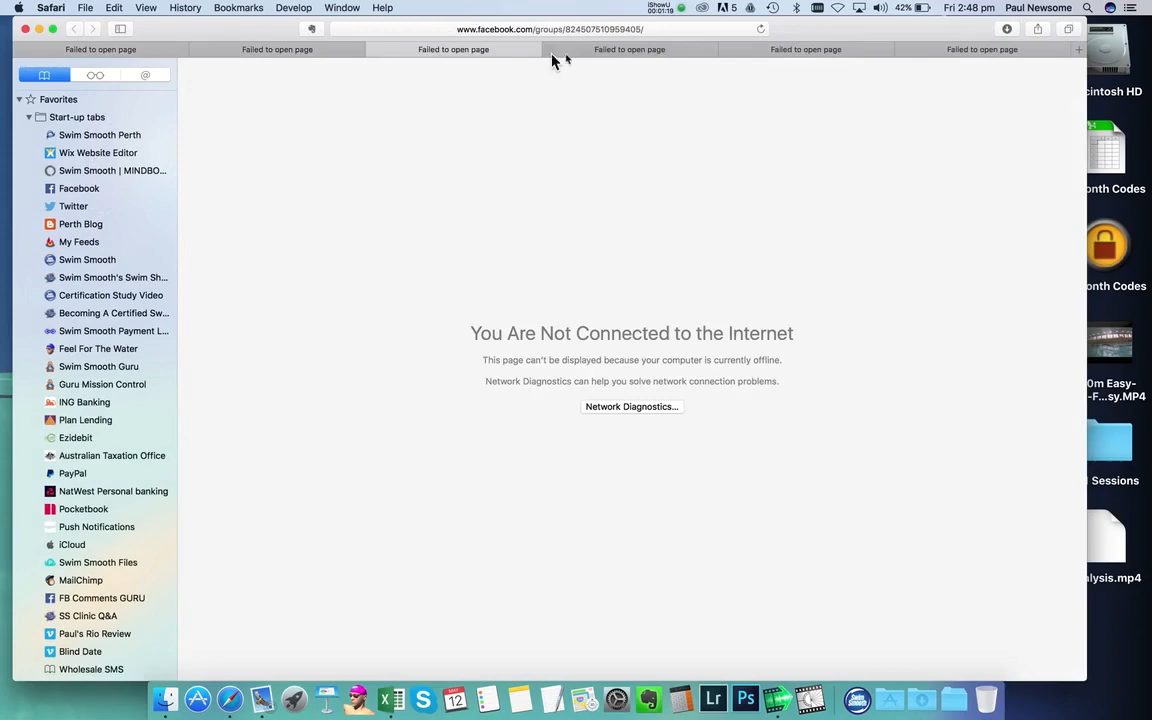 Safari File Edit View History Bookmarks Develop Window Help
iShowU
00:01:19
5
42%
Fri 2:48 pm Paul Newsome
www.facebook.com/groups/824507510959405/
Failed to open page Failed to open page Failed to open page Failed to open page Failed to open page Failed to open page
Favorites
Start-up tabs
Swim Smooth Perth
Wix Website Editor
Swim Smooth | MINDBO...
Facebook
Twitter
Perth Blog
My Feeds
Swim Smooth
Swim Smooth's Swim Sh...
Certification Study Video
Becoming A Certified Sw...
Swim Smooth Payment L...
Feel For The Water
Swim Smooth Guru
Guru Mission Control
ING Banking
Plan Lending
Ezidebit
Australian Taxation Office
PayPal
NatWest Personal banking
Pocketbook
Push Notifications
iCloud
Swim Smooth Files
MailChimp
FB Comments GURU
SS Clinic Q&A
Paul's Rio Review
Blind Date
Wholesale SMS
You Are Not Connected to the Internet
This page can't be displayed because your computer is currently offline.
Network Diagnostics can help you solve network connection problems.
Network Diagnostics...
cintosh HD
onth Codes
onth Codes
0m Easy-
-F...sy.MP4
l Sessions
alysis.mp4
12
Lr
Ps